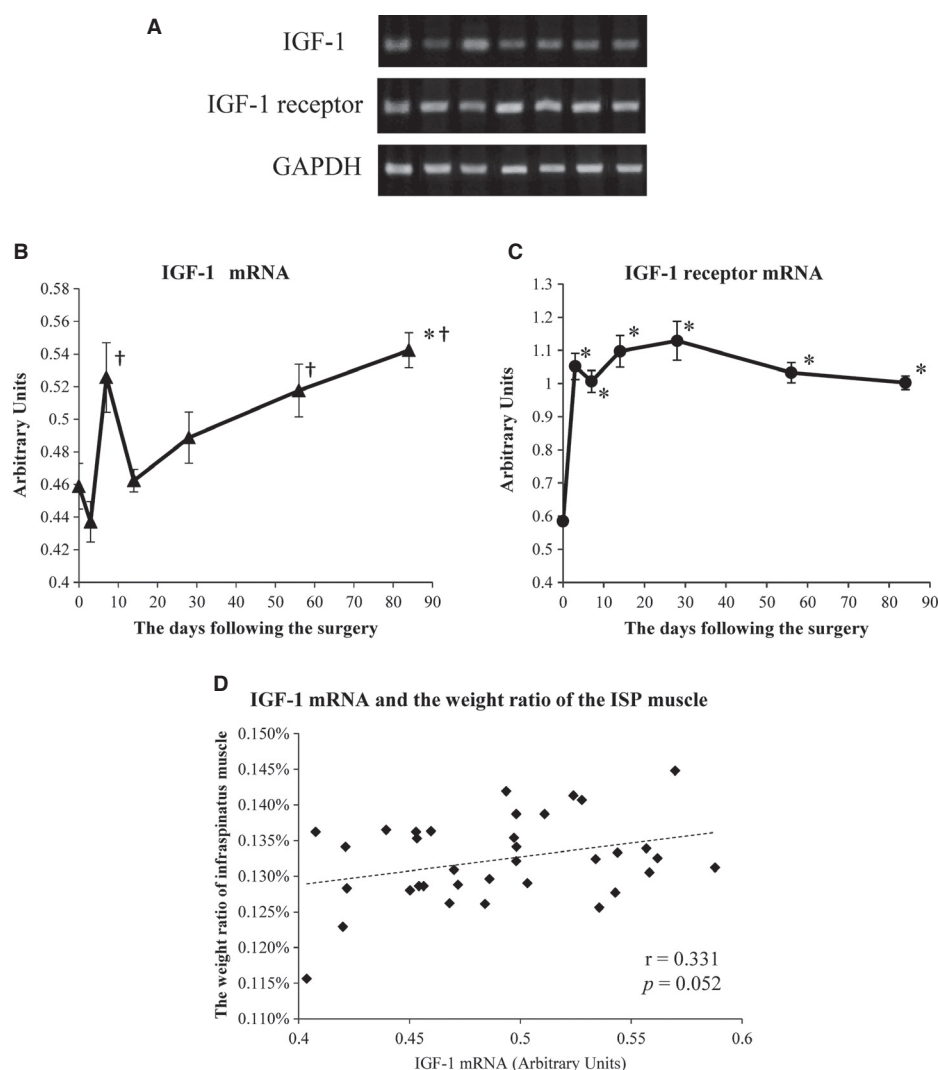 A
IGF-1
IGF-1 receptor
GAPDH
B
IGF-1 mRNA
Arbitrary Units
0.58
0.56
0.54
0.52
0.5
0.48
0.46
0.44
0.42
0.4
†
†
* †
0 10 20 30 40 50 60 70 80 90
The days following the surgery
C
IGF-1 receptor mRNA
Arbitrary Units
1.3
1.2
1.1
1
0.9
0.8
0.7
0.6
0.5
0.4
*
*
*
*
*
*
0 10 20 30 40 50 60 70 80 90
The days following the surgery
D
IGF-1 mRNA and the weight ratio of the ISP muscle
The weight ratio of infraspinatus muscle
0.150%
0.145%
0.140%
0.135%
0.130%
0.125%
0.120%
0.115%
0.110%
r = 0.331
p = 0.052
0.4 0.45 0.5 0.55 0.6
IGF-1 mRNA (Arbitrary Units)